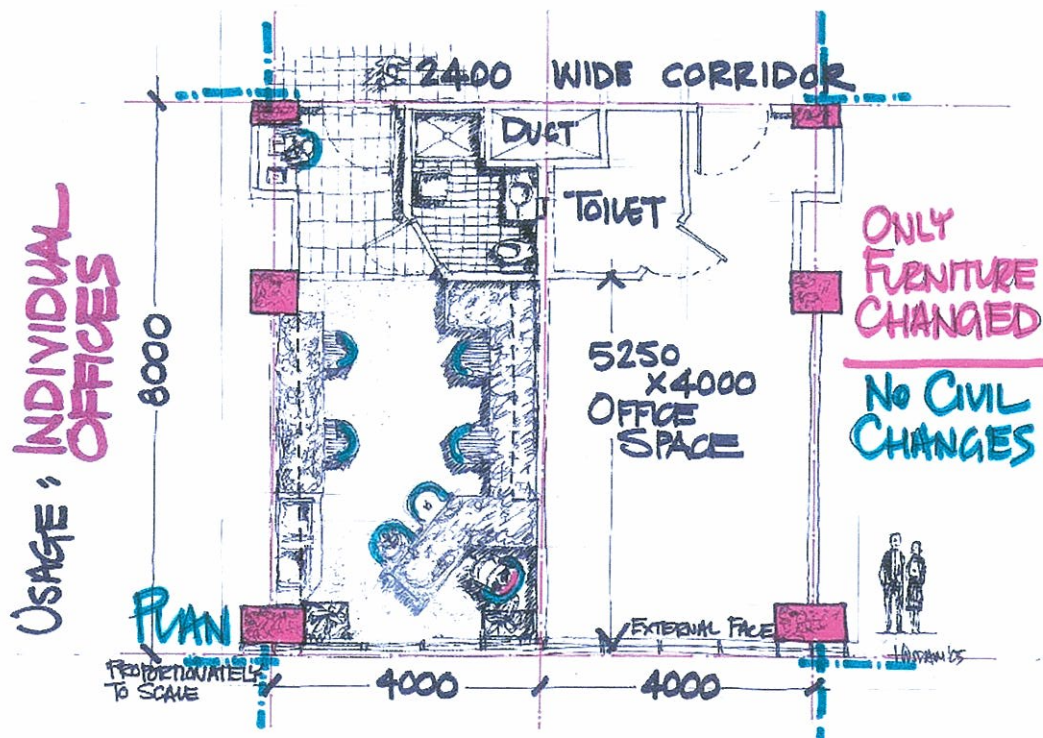 2400 WIDE CORRIDOR
DUCT
TOILET
USAGE: INDIVIDUAL
OFFICES
8000
5250
X4000
OFFICE
SPACE
ONLY
FURNITURE
CHANGED
NO CIVIL
CHANGES
PLAN
EXTERNAL FACE
PROPORTIONATELY
TO SCALE
4000
4000